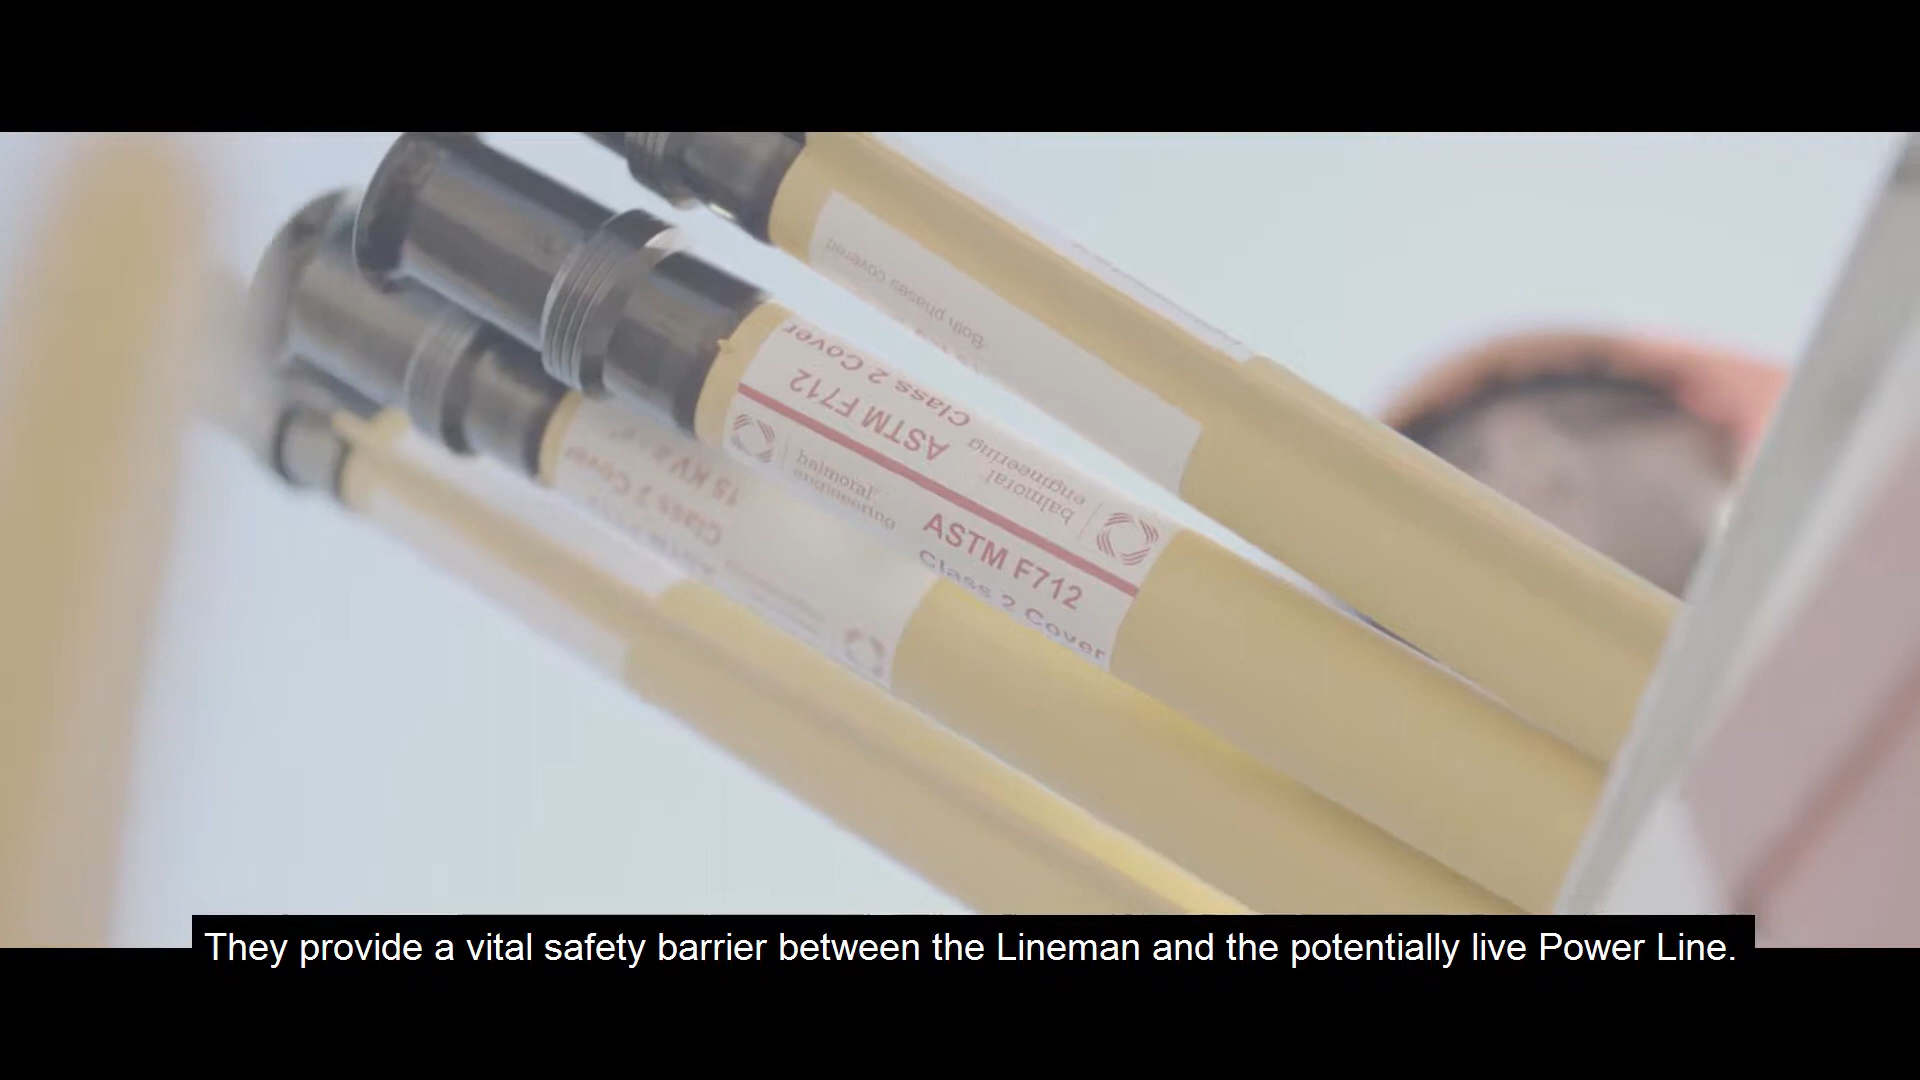 Both phases covered
Class 2 Cover
ASTM F712
balmoral
engineering
balmoral
engineering
ASTM F712
Class 2 Cover
15 KV
Class 2 Cover
They provide a vital safety barrier between the Lineman and the potentially live Power Line.